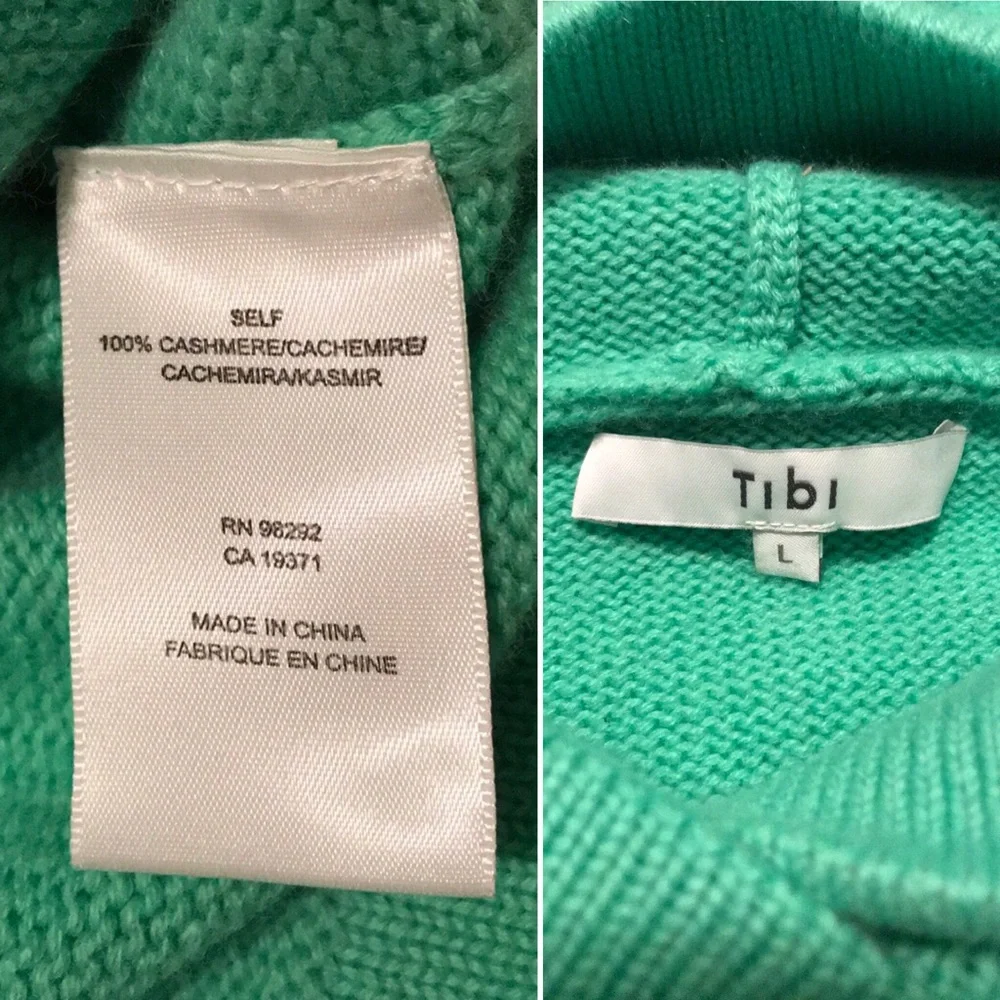 SELF
100% CASHMERE/CACHEMIRE/
CACHEMIRA/KASMIR
RN 98292
CA 19371
MADE IN CHINA
FABRIQUE EN CHINE
Tibi
L